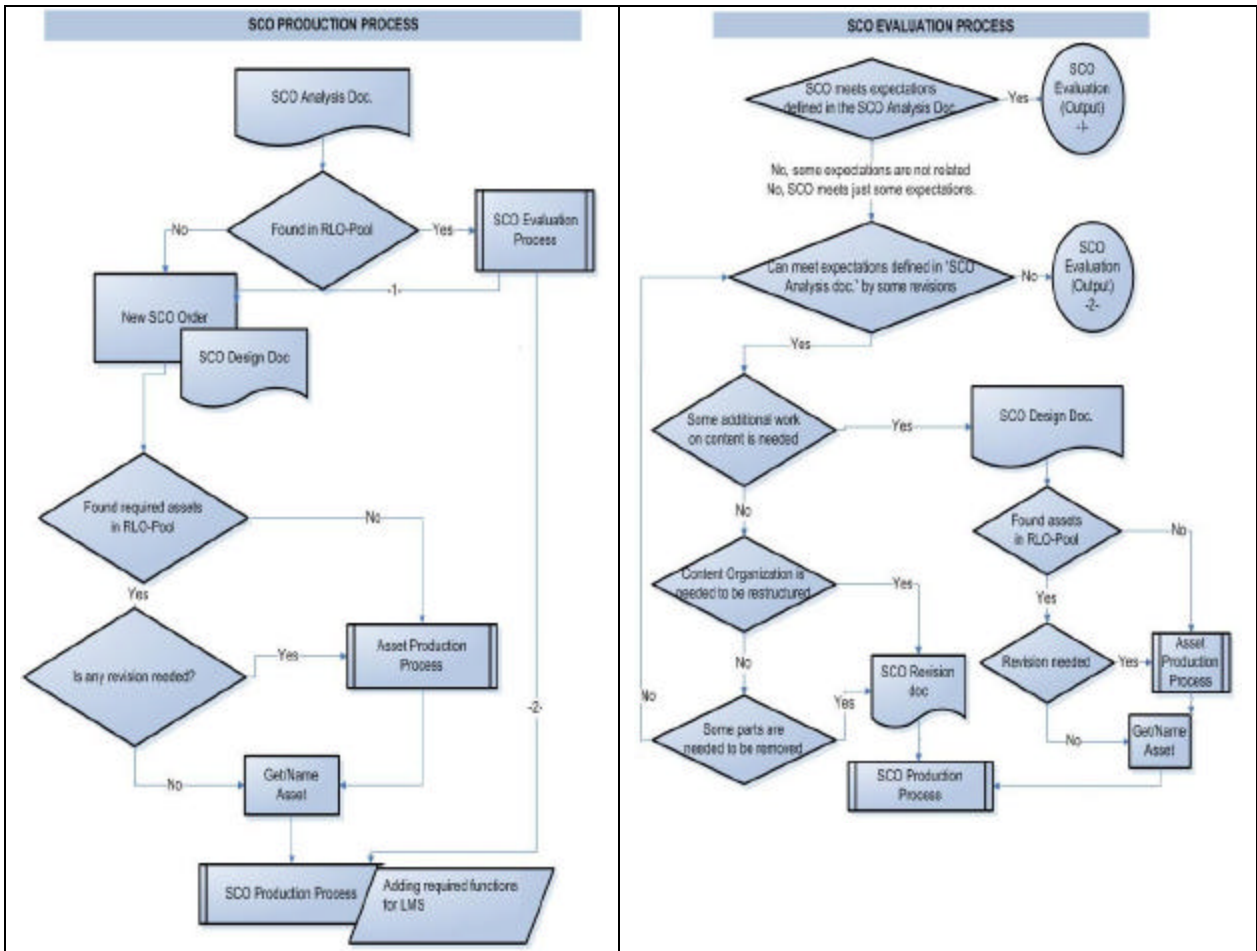 SCO PRODUCTION PROCESS
SCO Analysis Doc.
Found in RLO-Pool
No
Yes
SCO Evaluation
Process
-1-
New SCO Order
SCO Design Doc
Found required assets
in RLO-Pool
No
Yes
Is any revision needed?
Yes
Asset Production
Process
-2-
No
Get/Name
Asset
SCO Production Process
Adding required functions
for LMS
SCO EVALUATION PROCESS
SCO meets expectations
defined in the SCO Analysis Doc.
Yes
SCO
Evaluation
(Output)
-1-
No, some expectations are not related
No, SCO meets just some expectations.
Can meet expectations defined in "SCO
Analysis doc." by some revisions
No
SCO
Evaluation
(Output)
-2-
Yes
Some additional work
on content is needed
Yes
SCO Design Doc.
No
Found assets
in RLO-Pool
No
Content Organization is
needed to be restructured
Yes
Yes
Revision needed
Yes
Asset
Production
Process
No
SCO Revision
doc
No
Some parts are
needed to be removed
Yes
No
Get/Name
Asset
SCO Production
Process